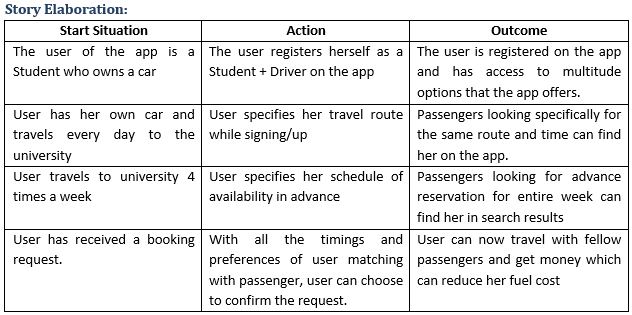 Story Elaboration:
Start Situation Action Outcome
The user of the app is a
Student who owns a car
The user registers herself as a
Student + Driver on the app
The user is registered on the app
and has access to multitude
options that the app offers.
User has her own car and
travels every day to the
university
User specifies her travel route
while signing/up
Passengers looking specifically for
the same route and time can find
her on the app.
User travels to university 4
times a week
User specifies her schedule of
availability in advance
Passengers looking for advance
reservation for entire week can
find her in search results
User has received a booking
request.
With all the timings and
preferences of user matching
with passenger, user can choose
to confirm the request.
User can now travel with fellow
passengers and get money which
can reduce her fuel cost